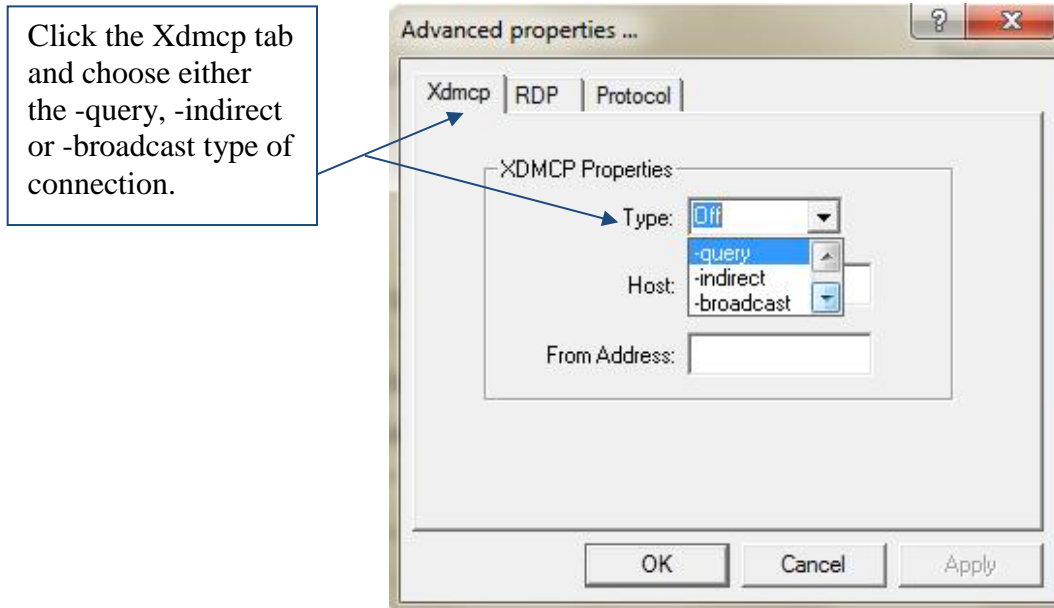 Click the Xdmcp tab
and choose either
the -query, -indirect
or -broadcast type of
connection.
Advanced properties ...
Xdmcp RDP Protocol
XDMCP Properties
Type: Off
-query
-indirect
-broadcast
Host:
From Address:
OK Cancel Apply